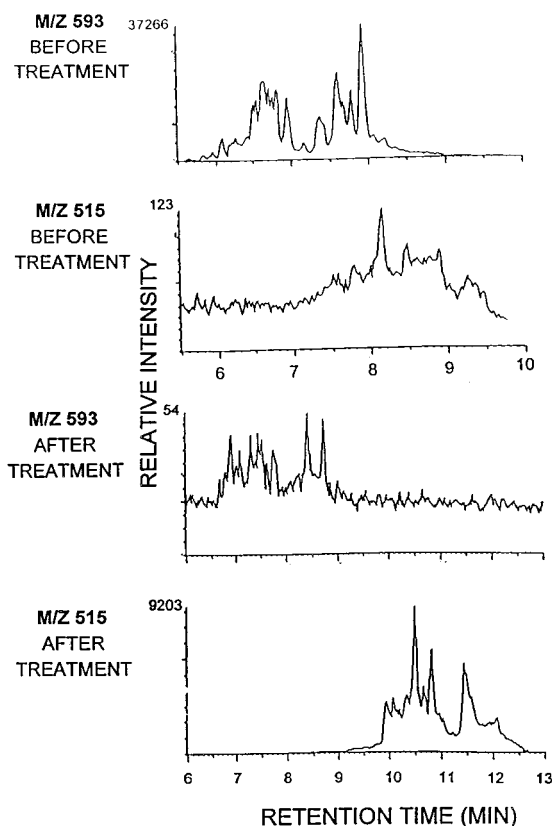 M/Z 593
BEFORE
TREATMENT
37266
M/Z 515
BEFORE
TREATMENT
123
6 7 8 9 10
RELATIVE INTENSITY
M/Z 593
AFTER
TREATMENT
54
M/Z 515
AFTER
TREATMENT
9203
6 7 8 9 10 11 12 13
RETENTION TIME (MIN)